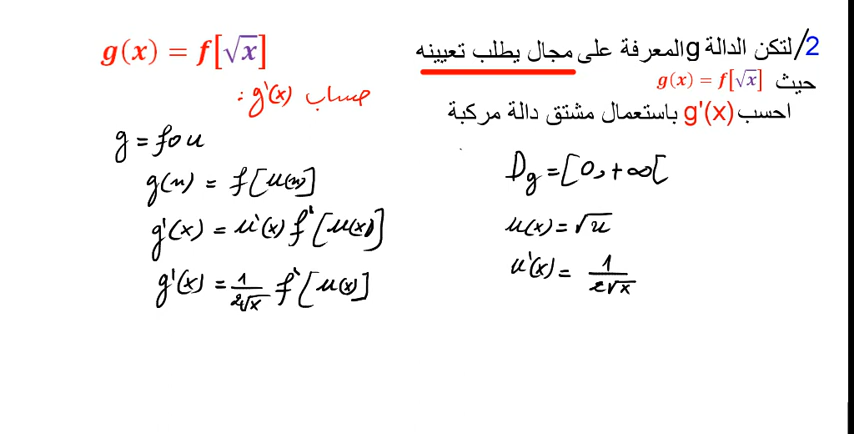 2/ لتكن الدالة g المعرفة على مجال يطلب تعيينه
حيث g(x) = f[√x]
احسب g'(x) باستعمال مشتق دالة مركبة
D_g = [0, +∞[
u(x) = √x
u'(x) = 1/(2√x)
g(x) = f[√x]
حساب g'(x) :
g = f o u
g(x) = f[u(x)]
g'(x) = u'(x) f'[u(x)]
g'(x) = 1/(2√x) f'[u(x)]